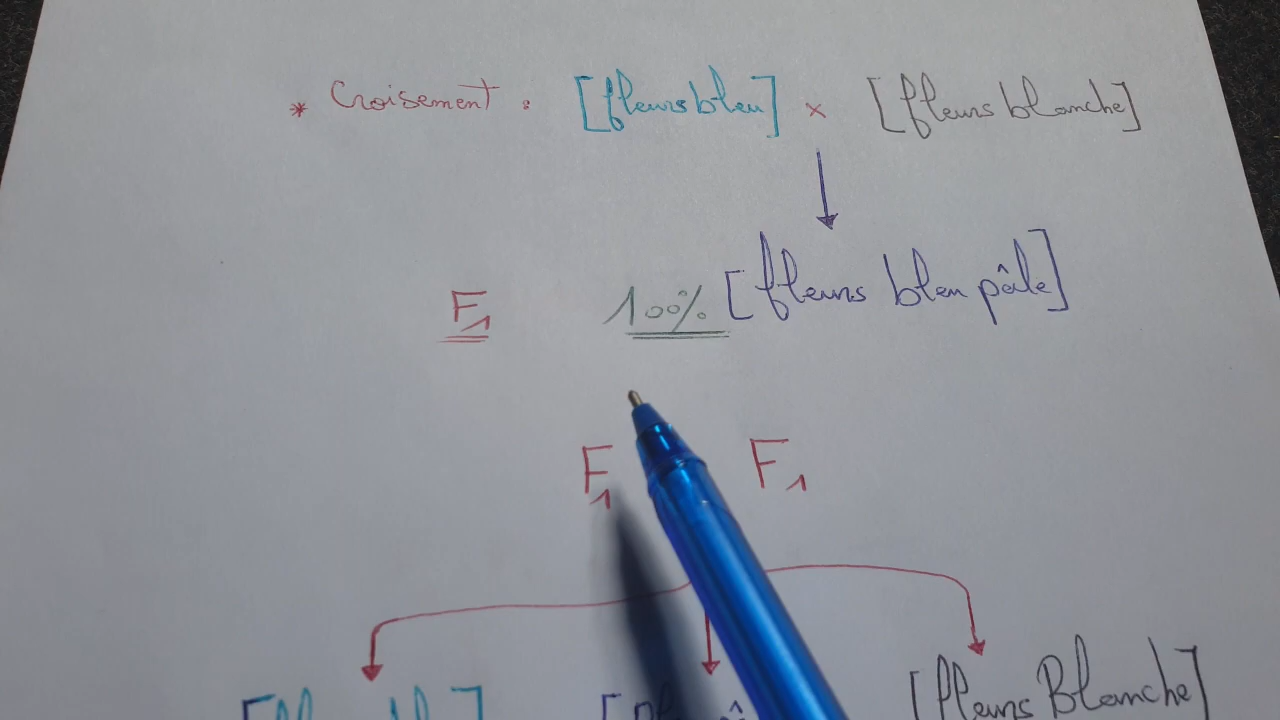 * Croisement : [fleurs bleu] × [fleurs blanche]
F1 100% [fleurs bleu pâle]
F1 F1
[fleurs Blanche]